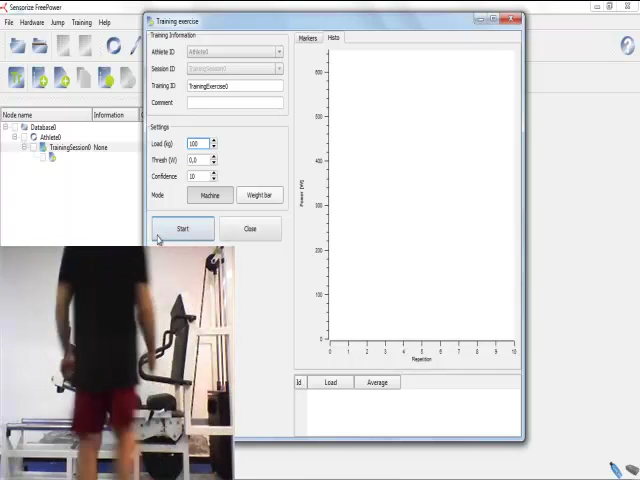 Sensorize FreePower
File Hardware Jump Training Help
Node name Information
Database0
Athlete0
TrainingSession0 None
Training exercise
Training Information
Athlete ID Athlete0
Session ID TrainingSession0
Training ID TrainingExercise0
Comment
Settings
Load (kg) 100
Thresh (W) 0,0
Confidence 10
Mode Machine Weight bar
Start Close
Markers Histo
Power [W]
600
500
400
300
200
100
0
0 1 2 3 4 5 6 7 8 9 10
Repetition
Id Load Average